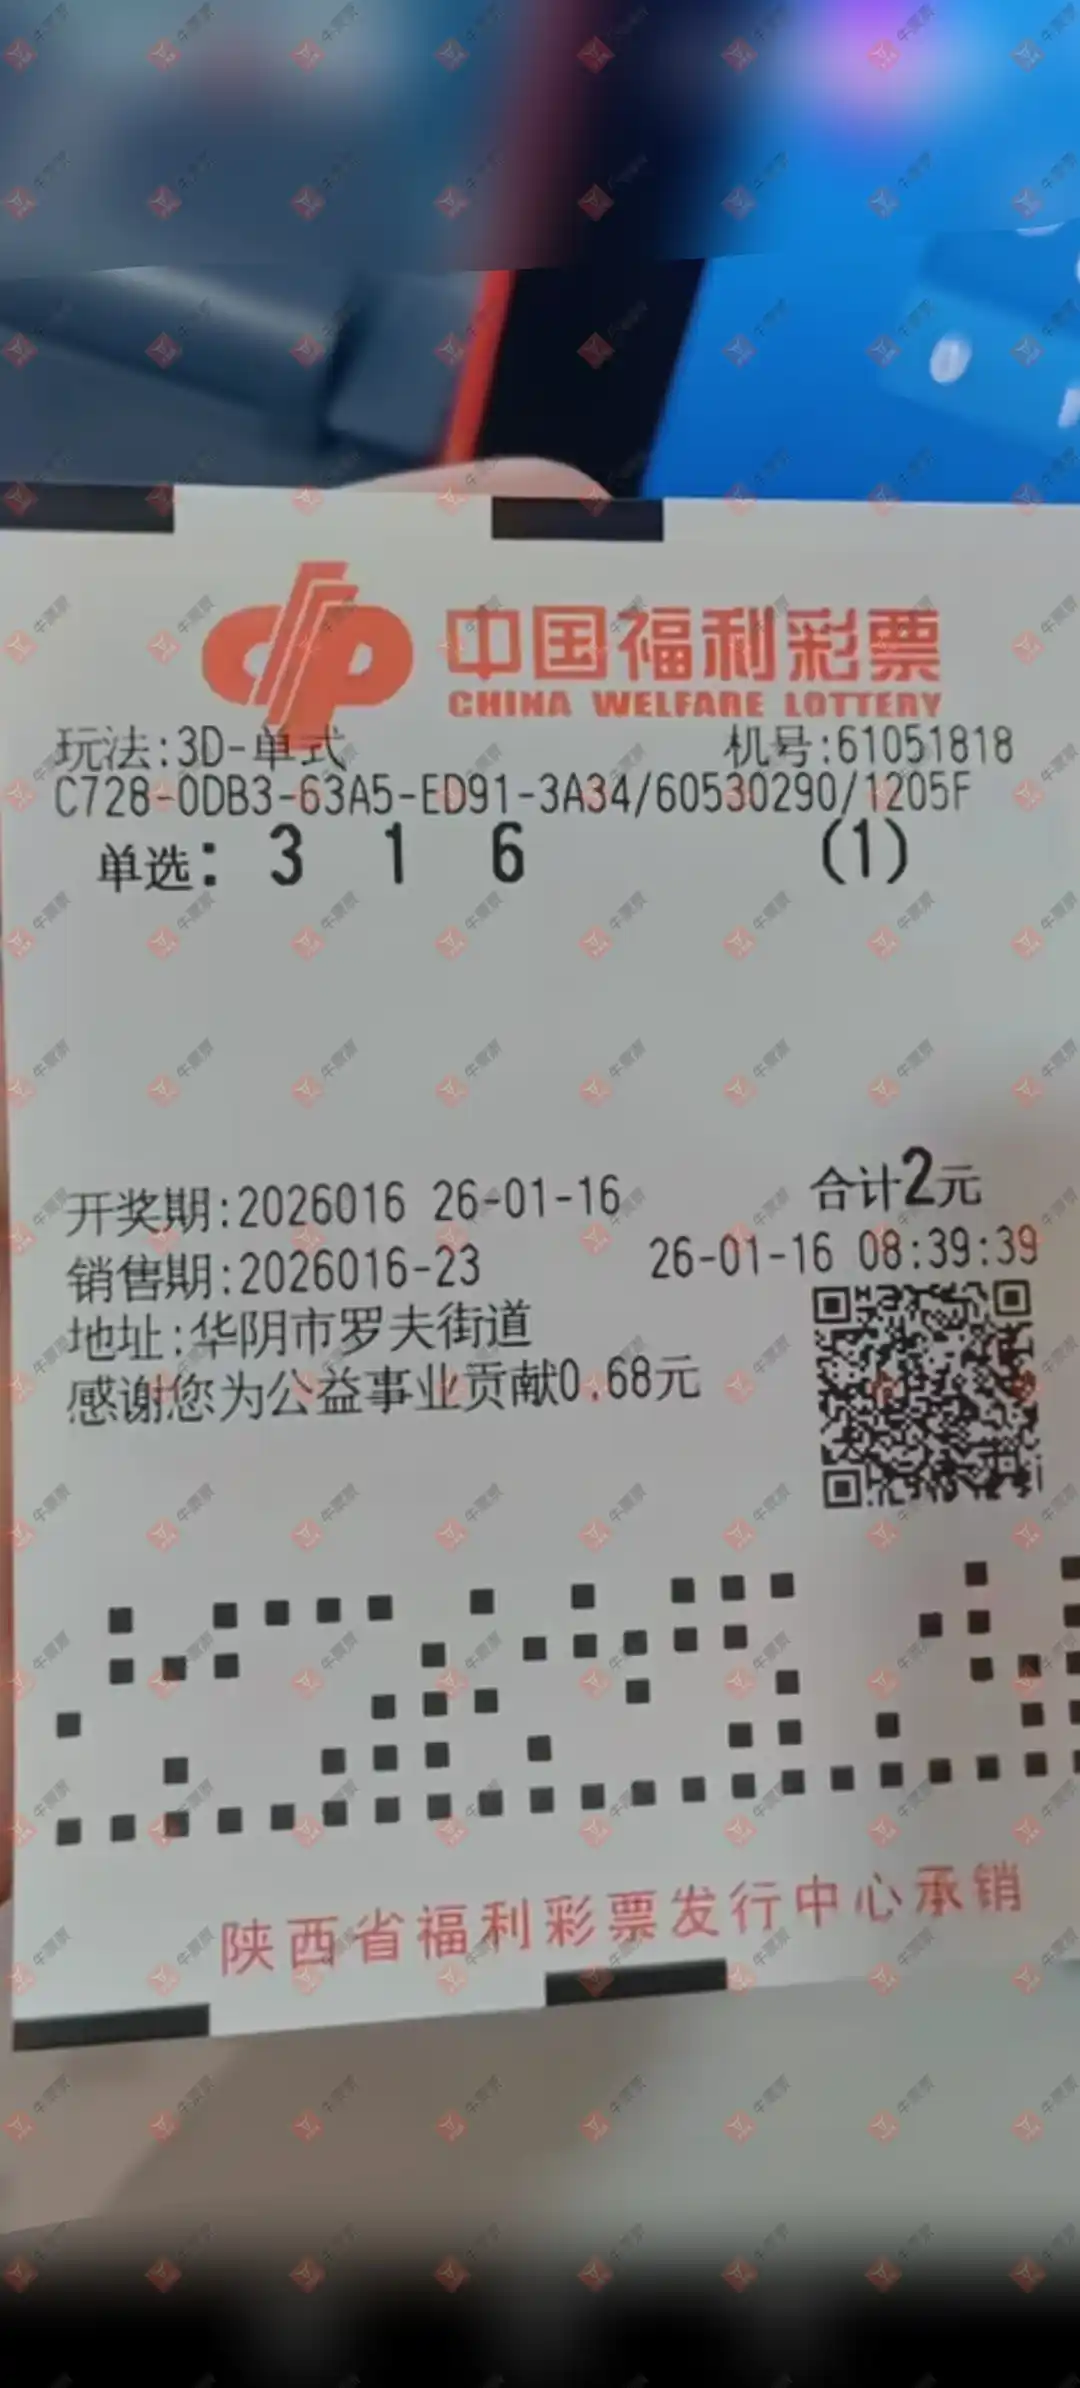 中国福利彩票
CHINA WELFARE LOTTERY
玩法:3D-单式 机号:61051818
C728-0DB3-63A5-ED91-3A34/60530290/1205F
单选: 3 1 6 (1)
开奖期:2026016 26-01-16 合计2元
销售期:2026016-23 26-01-16 08:39:39
地址:华阴市罗夫街道
感谢您为公益事业贡献0.68元
陕西省福利彩票发行中心承销